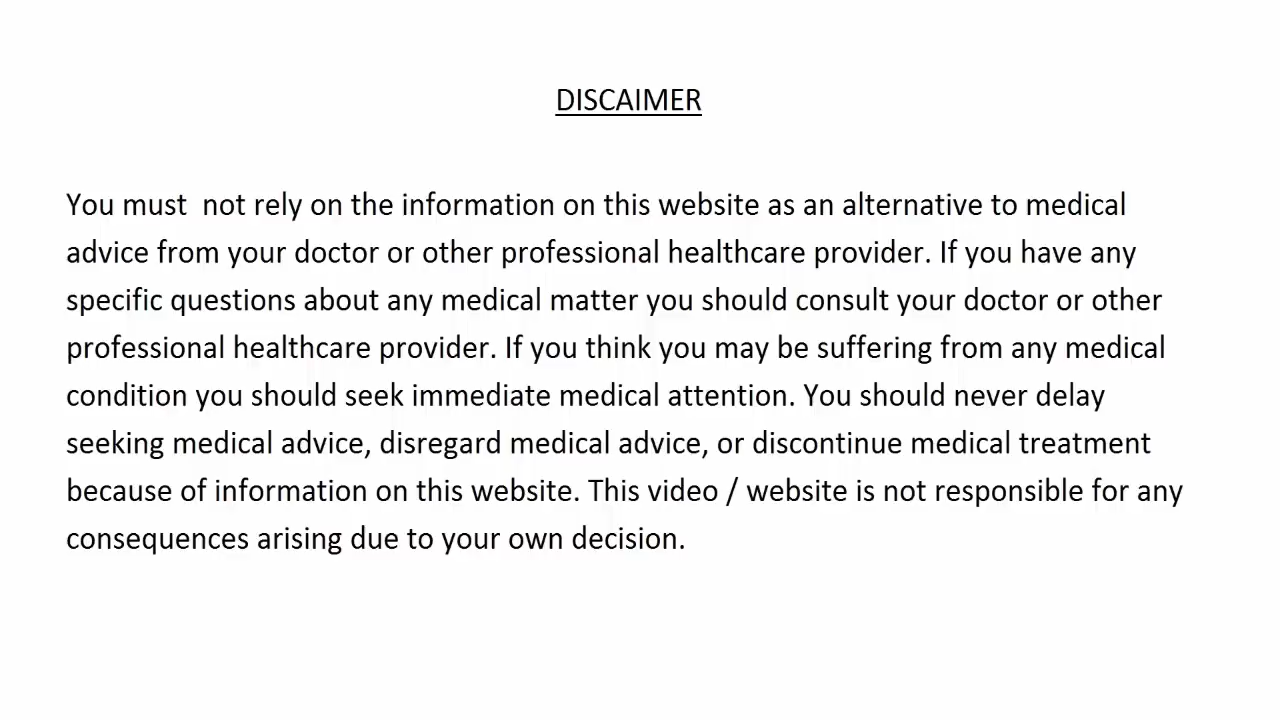 DISCAIMER
You must  not rely on the information on this website as an alternative to medical
advice from your doctor or other professional healthcare provider. If you have any
specific questions about any medical matter you should consult your doctor or other
professional healthcare provider. If you think you may be suffering from any medical
condition you should seek immediate medical attention. You should never delay
seeking medical advice, disregard medical advice, or discontinue medical treatment
because of information on this website. This video / website is not responsible for any
consequences arising due to your own decision.